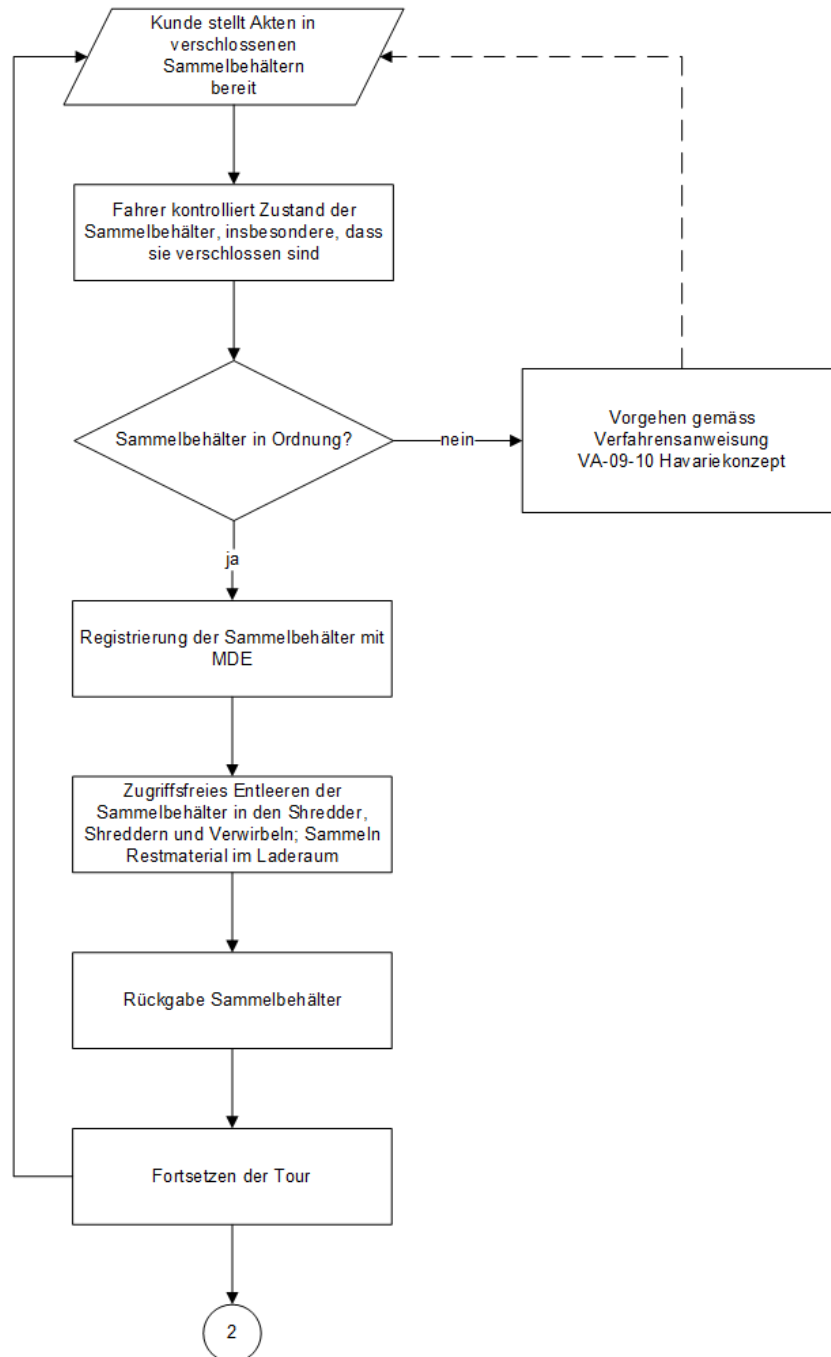 Kunde stellt Akten in
verschlossenen
Sammelbehältern
bereit
Fahrer kontrolliert Zustand der
Sammelbehälter, insbesondere, dass
sie verschlossen sind
Sammelbehälter in Ordnung?
nein
Vorgehen gemäss
Verfahrensanweisung
VA-09-10 Havariekonzept
ja
Registrierung der Sammelbehälter mit
MDE
Zugriffsfreies Entleeren der
Sammelbehälter in den Shredder,
Shreddern und Verwirbeln; Sammeln
Restmaterial im Laderaum
Rückgabe Sammelbehälter
Fortsetzen der Tour
2